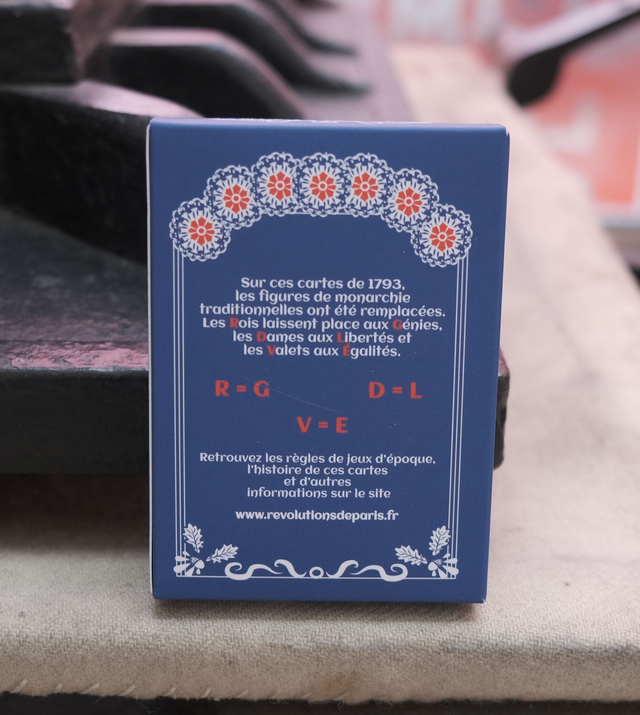 Sur ces cartes de 1793,
les figures de monarchie
traditionnelles ont été remplacées.
Les Rois laissent place aux Génies,
les Dames aux Libertés et
les Valets aux Égalités.
R = G D = L
V = E
Retrouvez les règles de jeux d'époque,
l'histoire de ces cartes
et d'autres
informations sur le site
www.revolutionsdeparis.fr